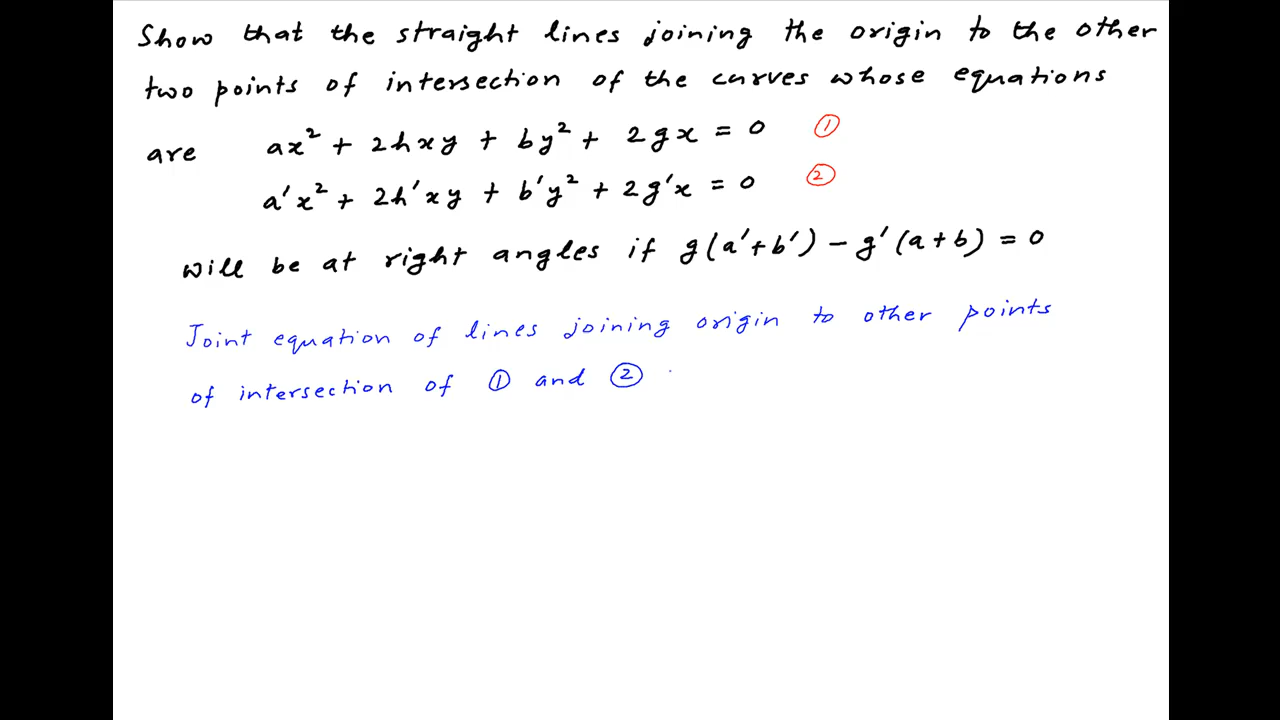 Show that the straight lines joining the origin to the other
two points of intersection of the curves whose equations
are ax² + 2hxy + by² + 2gx = 0 ①
a'x² + 2h'xy + b'y² + 2g'x = 0 ②
will be at right angles if g(a'+b') - g'(a+b) = 0
Joint equation of lines joining origin to other points
of intersection of ① and ②